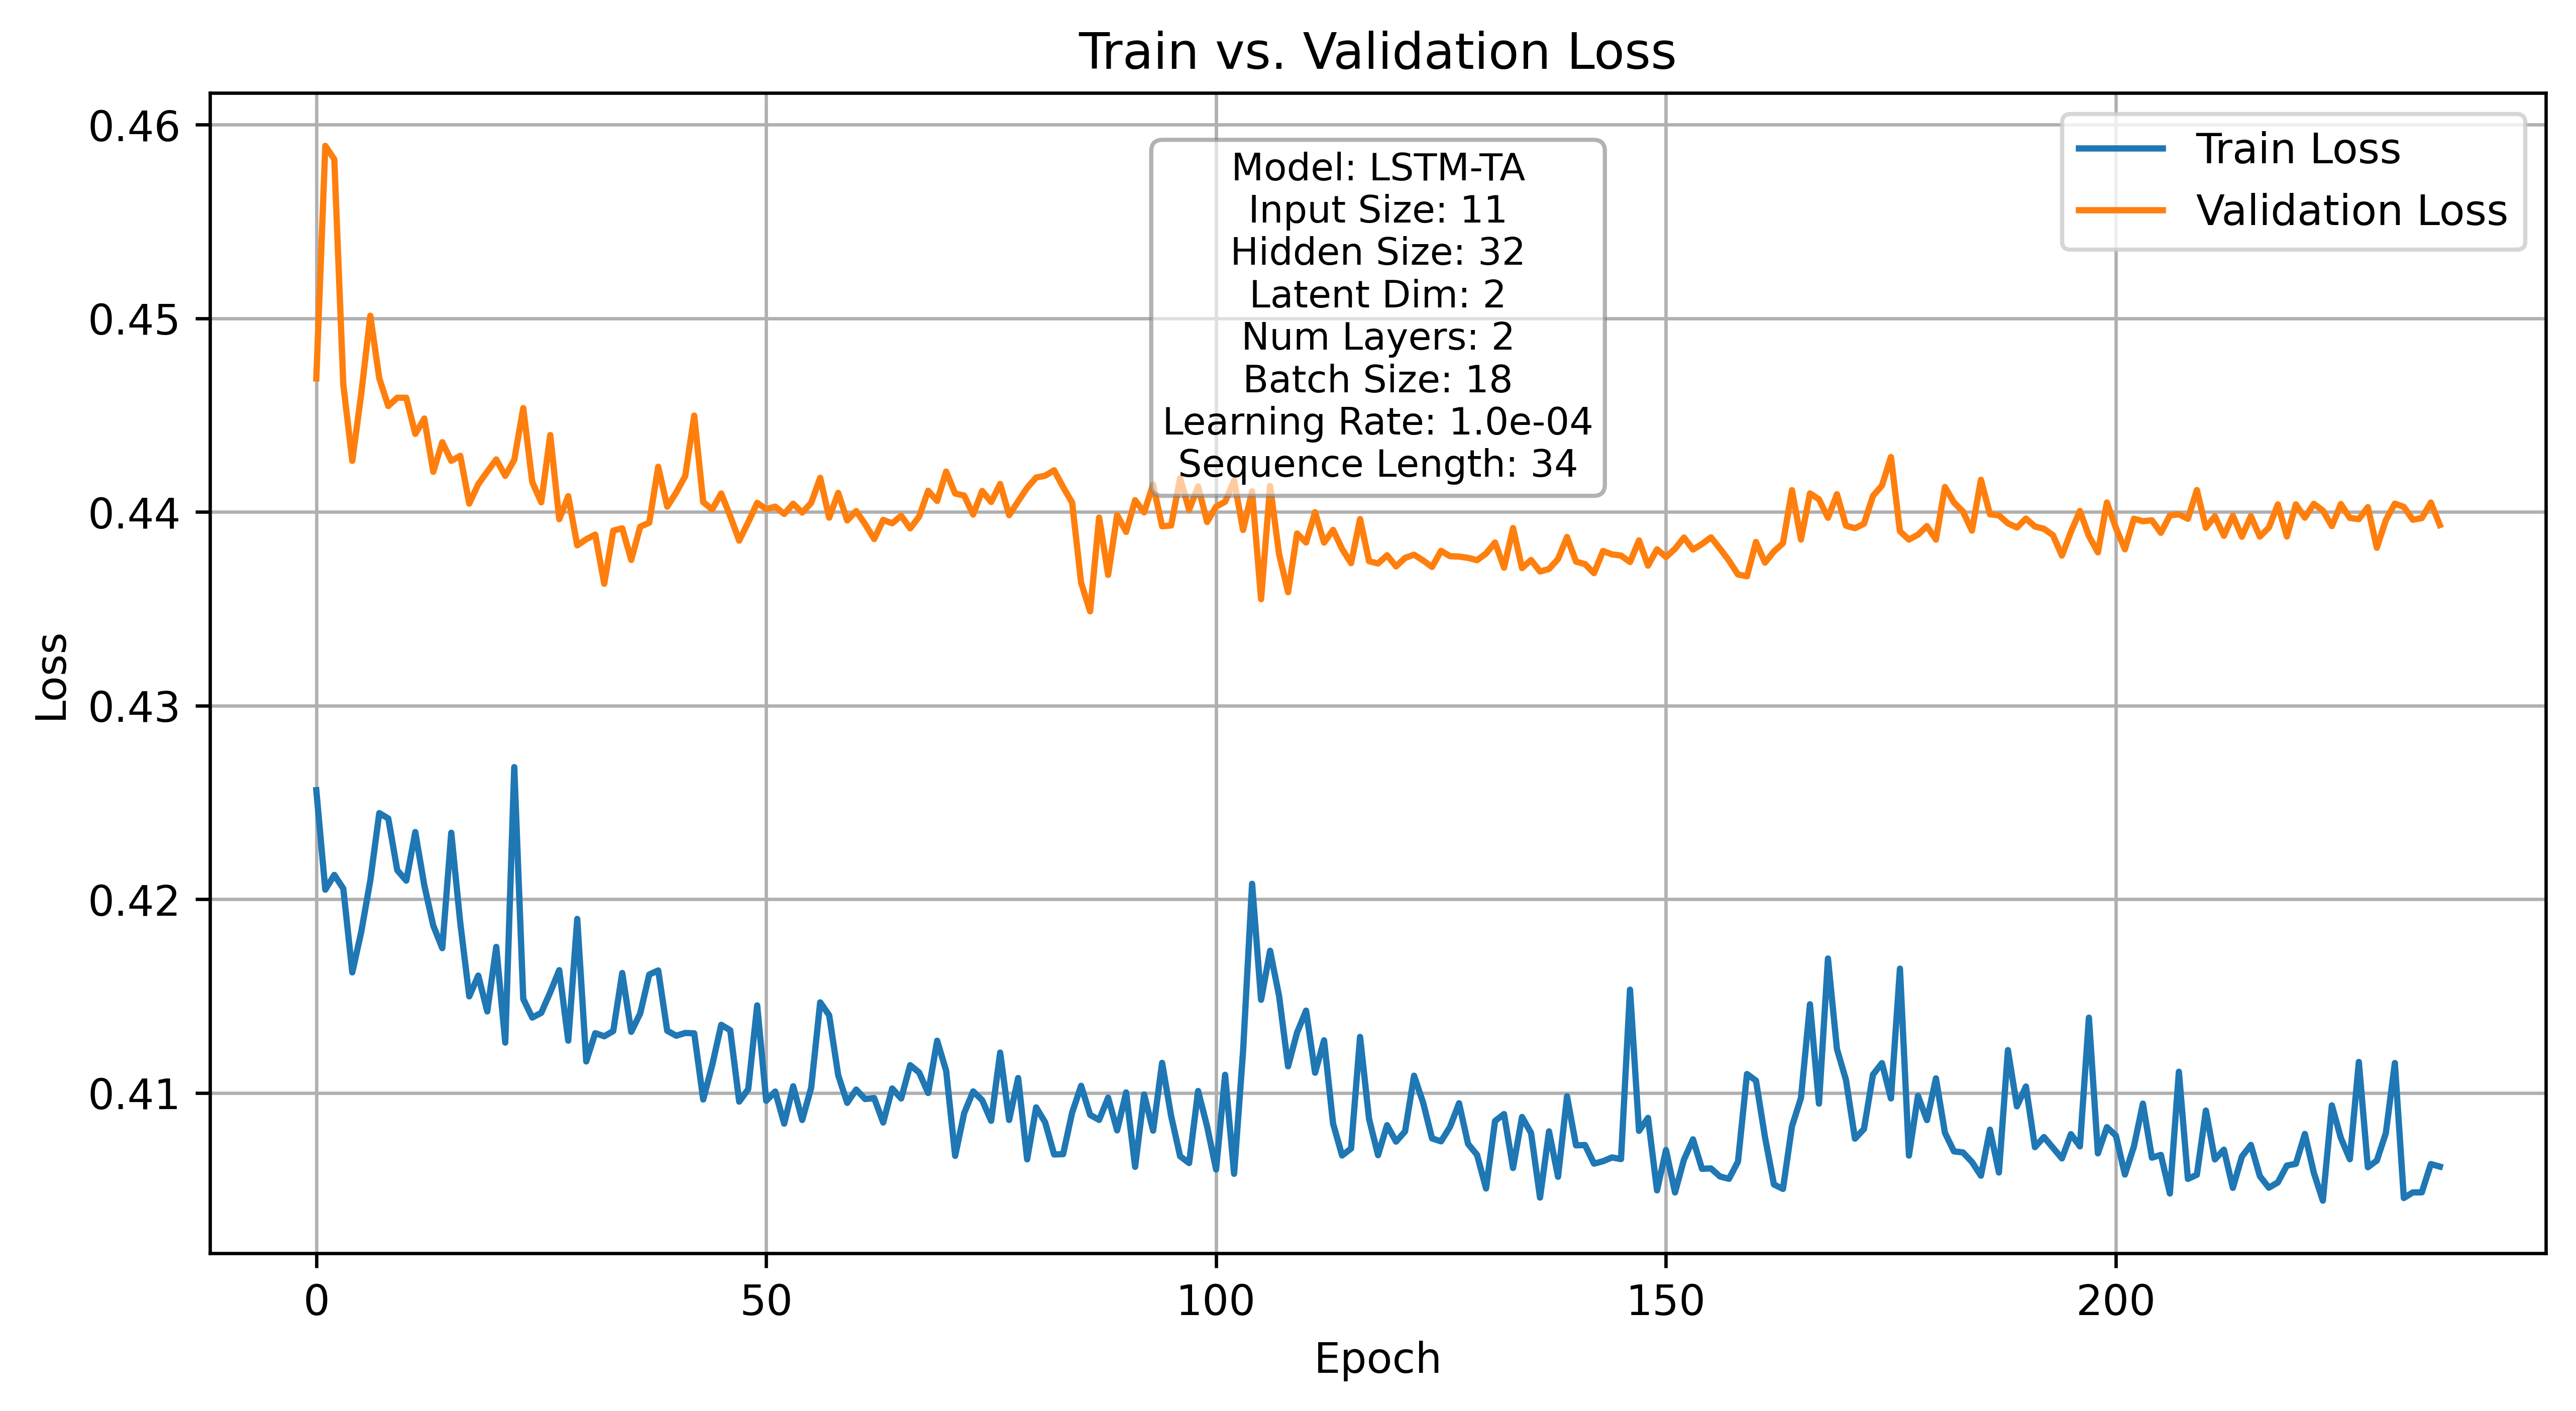 Train vs. Validation Loss
0.46
0.45
0.44
0.43
0.42
0.41
Loss
Model: LSTM-TA
Input Size: 11
Hidden Size: 32
Latent Dim: 2
Num Layers: 2
Batch Size: 18
Learning Rate: 1.0e-04
Sequence Length: 34
Train Loss
Validation Loss
0 50 100 150 200
Epoch